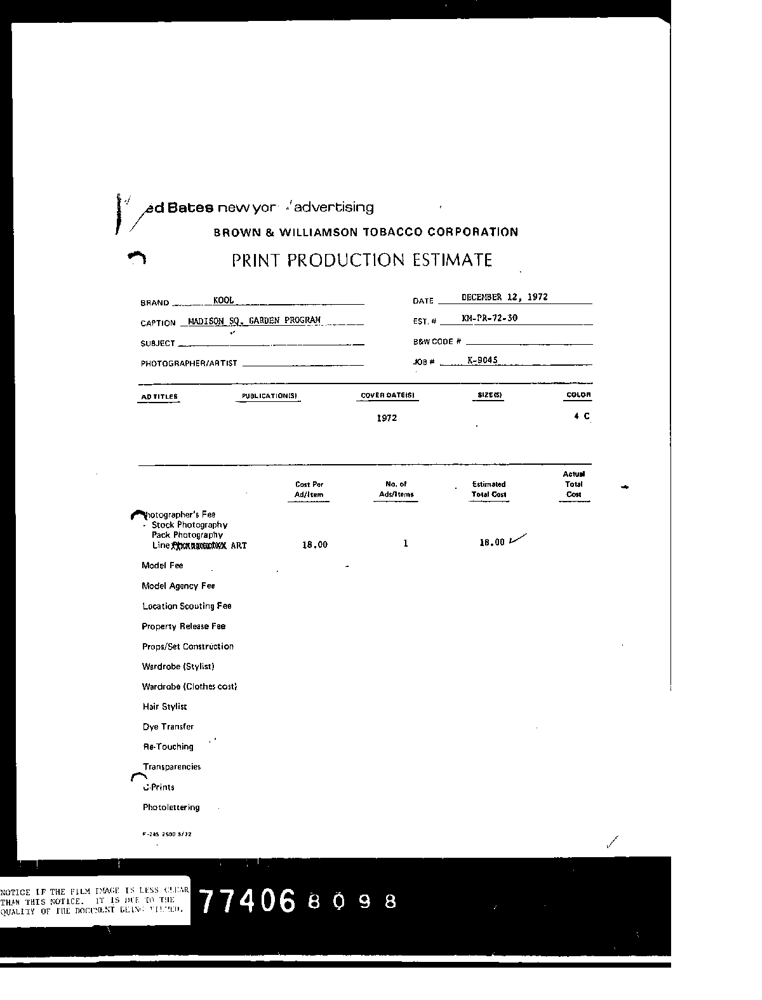 ed Bates new yor advertising
BROWN & WILLIAMSON TOBACCO CORPORATION
PRINT PRODUCTION ESTIMATE
BRAND KOOL DATE DECEMBER 12, 1972
CAPTION MADISON SQ. GARDEN PROGRAM EST. # KM-PR-72-30
SUBJECT B&W CODE #
PHOTOGRAPHER/ARTIST JOB # K-9045
AD TITLES PUBLICATION(S) COVER DATE(S) SIZE(S) COLOR
1972 4 C
Cost Per Ad/Item No. of Ads/Items Estimated Total Cost Actual Total Cost
hotographer's Fee
- Stock Photography
Pack Photography
Line ART 18.00 1 18.00
Model Fee
Model Agency Fee
Location Scouting Fee
Property Release Fee
Props/Set Construction
Wardrobe (Stylist)
Wardrobe (Clothes cost)
Hair Stylist
Dye Transfer
Re-Touching
Transparencies
C-Prints
Photolettering
F-245 2500 5/72
NOTICE IF THE FILM IMAGE IS LESS CLEAR
THAN THIS NOTICE. IT IS DUE TO THE
QUALITY OF THE DOCUMENT BEING FILMED.
77406 8098